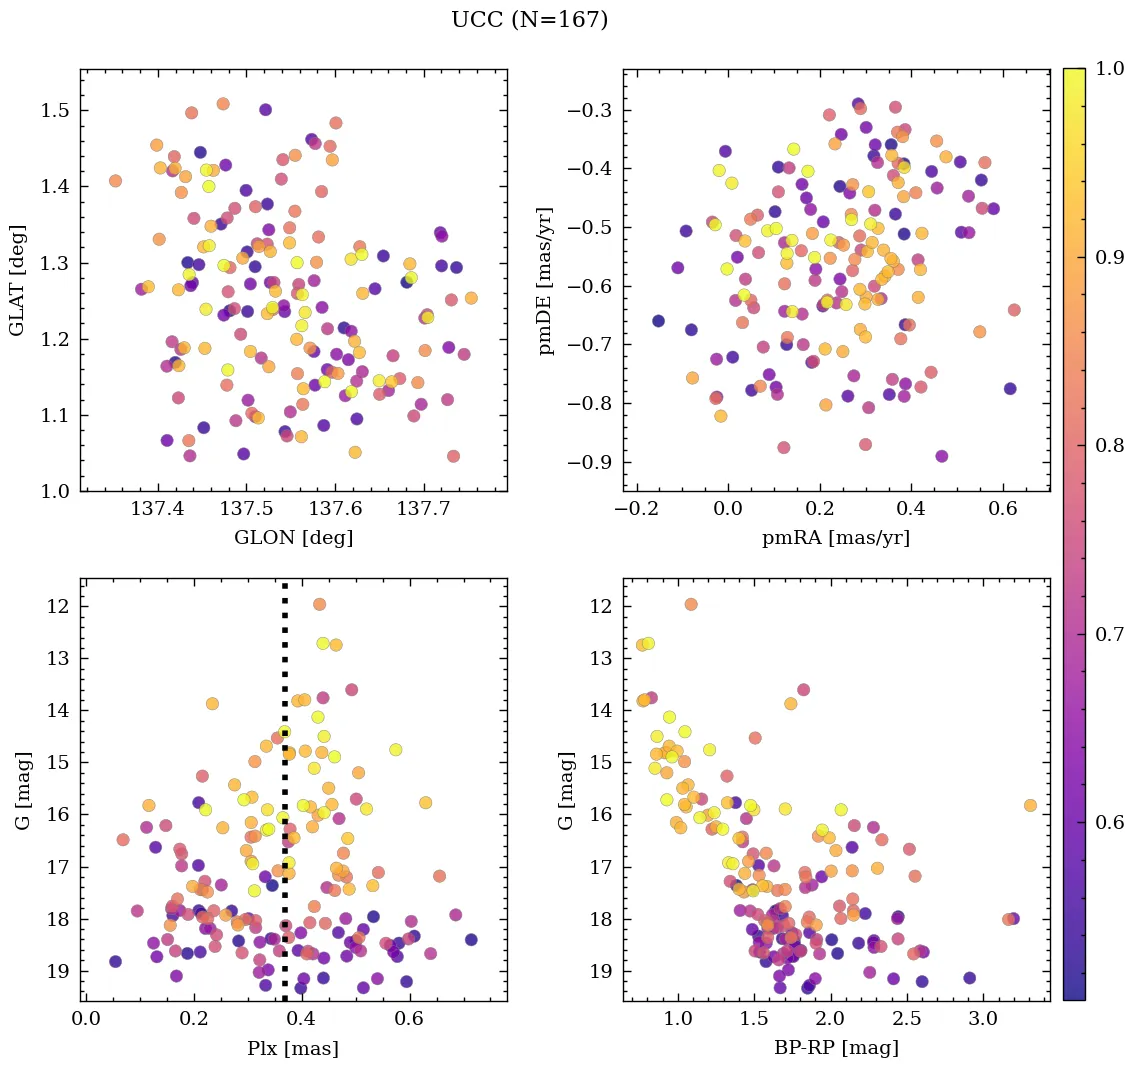 UCC (N=167)
1.5
1.4
1.3
1.2
1.1
1.0
GLAT [deg]
137.4 137.5 137.6 137.7
GLON [deg]
−0.3
−0.4
−0.5
−0.6
−0.7
−0.8
−0.9
pmDE [mas/yr]
−0.2 0.0 0.2 0.4 0.6
pmRA [mas/yr]
12
13
14
15
16
17
18
19
G [mag]
0.0 0.2 0.4 0.6
Plx [mas]
12
13
14
15
16
17
18
19
G [mag]
1.0 1.5 2.0 2.5 3.0
BP-RP [mag]
1.0
0.9
0.8
0.7
0.6